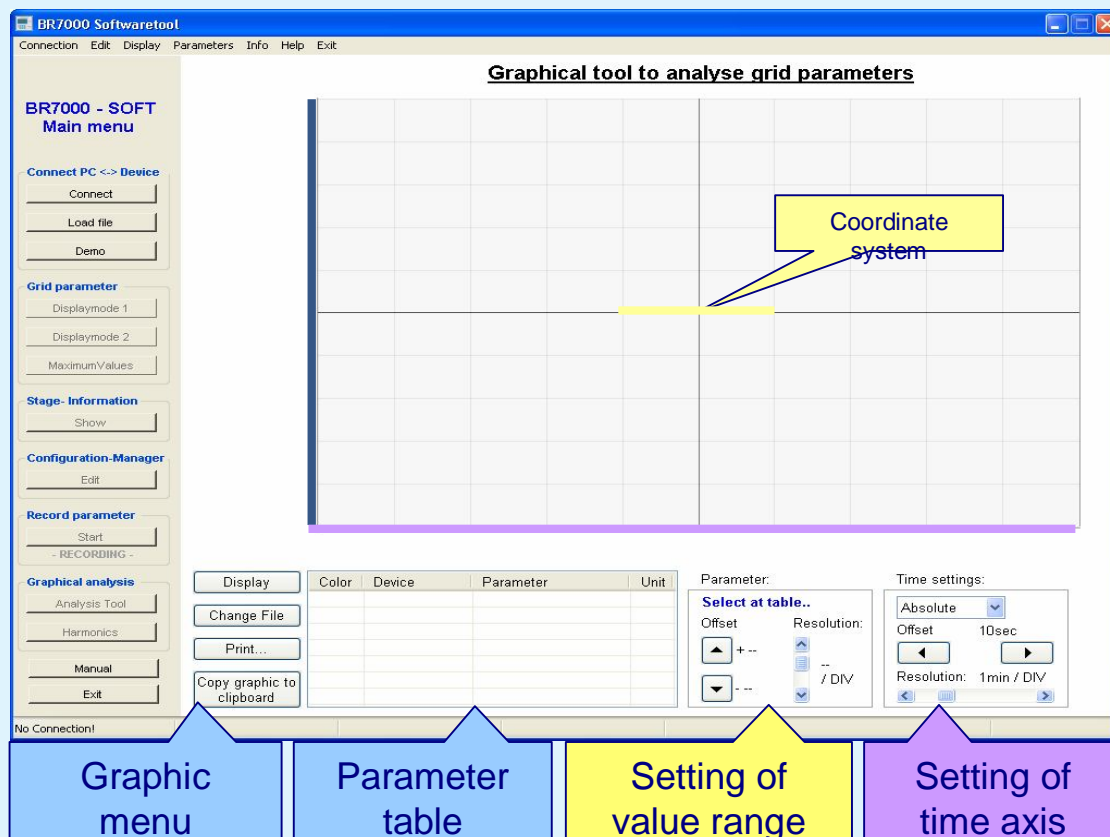 BR7000 Softwaretool
Connection Edit Display Parameters Info Help Exit
Graphical tool to analyse grid parameters
BR7000 - SOFT
Main menu
Connect PC <-> Device
Connect
Load file
Demo
Grid parameter
Displaymode 1
Displaymode 2
MaximumValues
Stage- Information
Show
Configuration-Manager
Edit
Record parameter
Start
- RECORDING -
Graphical analysis
Analysis Tool
Harmonics
Manual
Exit
Coordinate
system
Display
Change File
Print...
Copy graphic to
clipboard
Color Device Parameter Unit
Parameter:
Select at table..
Offset Resolution:
+ --
--
/ DIV
- --
Time settings:
Absolute
Offset 10sec
Resolution: 1min / DIV
No Connection!
Graphic
menu
Parameter
table
Setting of
value range
Setting of
time axis